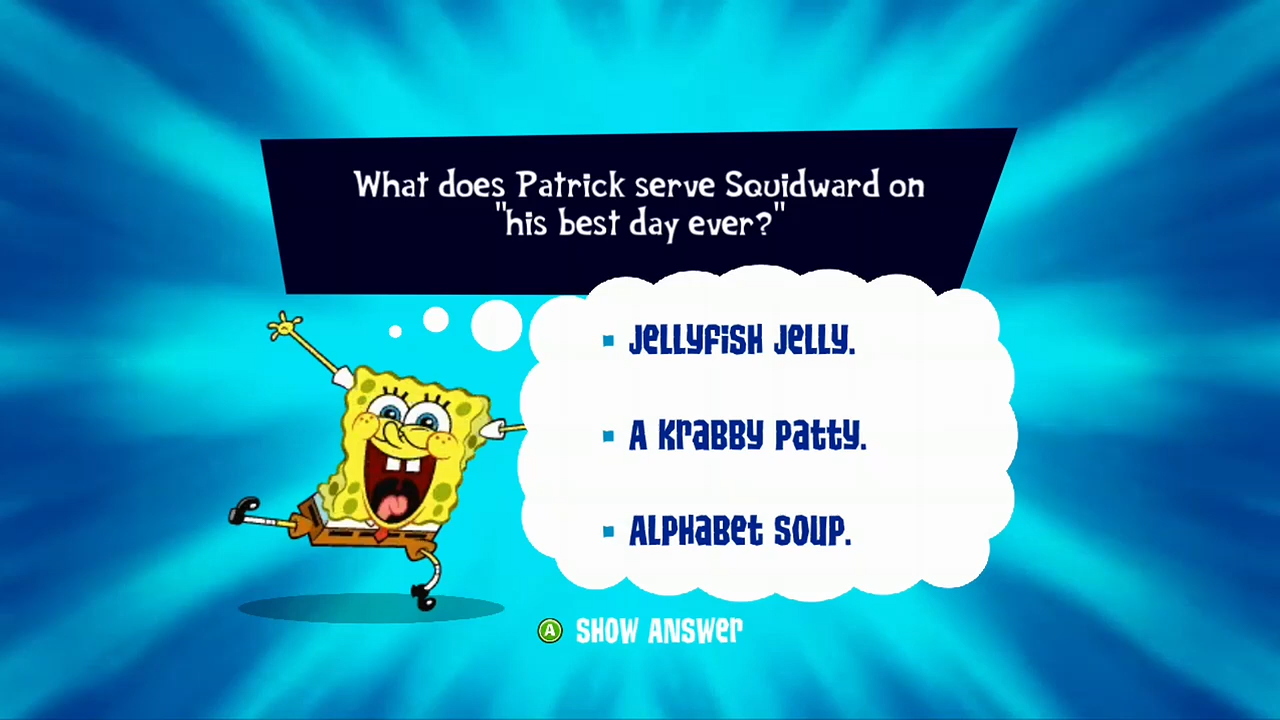 What does Patrick serve Squidward on
"his best day ever?"
Jellyfish Jelly.
A Krabby Patty.
Alphabet Soup.
A Show Answer